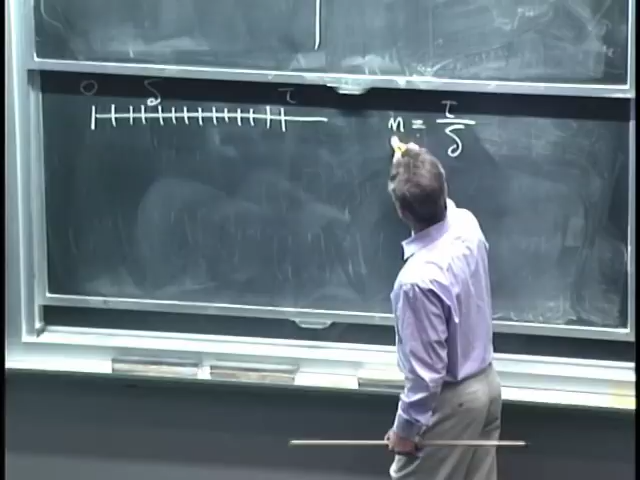 0 δ τ
n = τ/δ